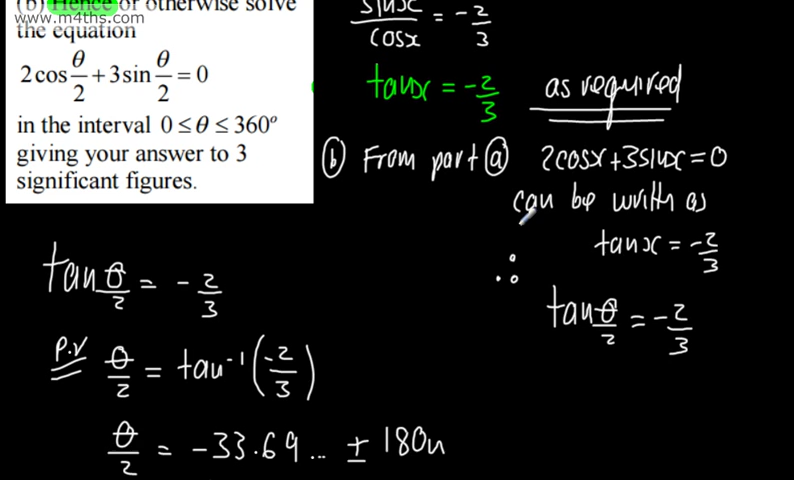 (b) Hence or otherwise solve
www.m4ths.com
the equation
2cos θ/2 + 3sin θ/2 = 0
in the interval 0 ≤ θ ≤ 360°
giving your answer to 3
significant figures.
sinx/cosx = -2/3
tanx = -2/3 as required
(b) From part (a) 2cosx+3sinx=0
can be writtn as
tanx = -2/3
∴ tan θ/2 = -2/3
tan θ/2 = -2/3
P.V θ/2 = tan⁻¹(-2/3)
θ/2 = -33.69... ± 180n